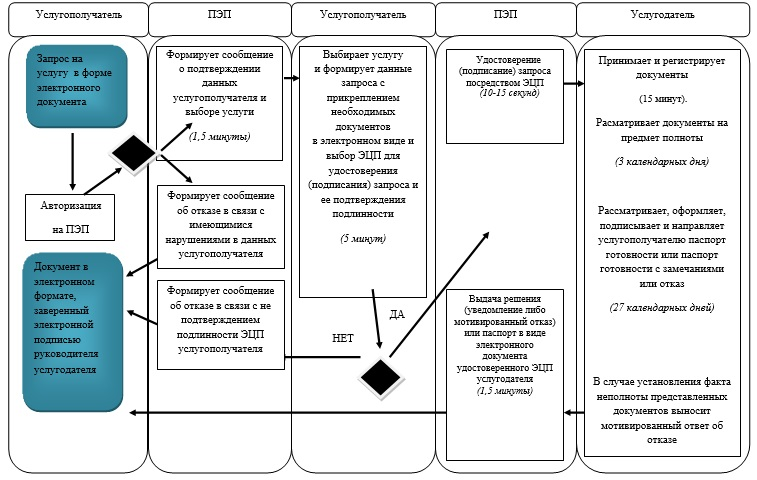 Услугополучатель
ПЭП
Услугополучатель
ПЭП
Услугодатель
Запрос на
услугу в форме
электронного
документа
Авторизация
на ПЭП
Документ в
электронном
формате,
заверенный
электронной
подписью
руководителя
услугодателя
Формирует сообщение
о подтверждении
данных
услугополучателя и
выборе услуги
(1,5 минуты)
Формирует сообщение
об отказе в связи с
имеющимися
нарушениями в данных
услугополучателя
Формирует сообщение
об отказе в связи с не
подтверждением
подлинности ЭЦП
услугополучателя
Выбирает услугу
и формирует данные
запроса с
прикреплением
необходимых
документов
в электронном виде и
выбор ЭЦП для
удостоверения
(подписания) запроса и
ее подтверждения
подлинности
(5 минут)
ДА
НЕТ
Удостоверение
(подписание) запроса
посредством ЭЦП
(10-15 секунд)
Выдача решения
(уведомление либо
мотивированный отказ)
или паспорт в виде
электронного
документа
удостоверенного ЭЦП
услугодателя
(1,5 минуты)
Принимает и регистрирует
документы
(15 минут).
Расматривает документы на
предмет полноты
(3 календарных дня)
Рассматривает, оформляет,
подписывает и направляет
услугополучателю паспорт
готовности или паспорт
готовности с замечаниями
или отказ
(27 календарных дней)
В случае установления факта
неполноты представленных
документов выносит
мотивированный ответ об
отказе